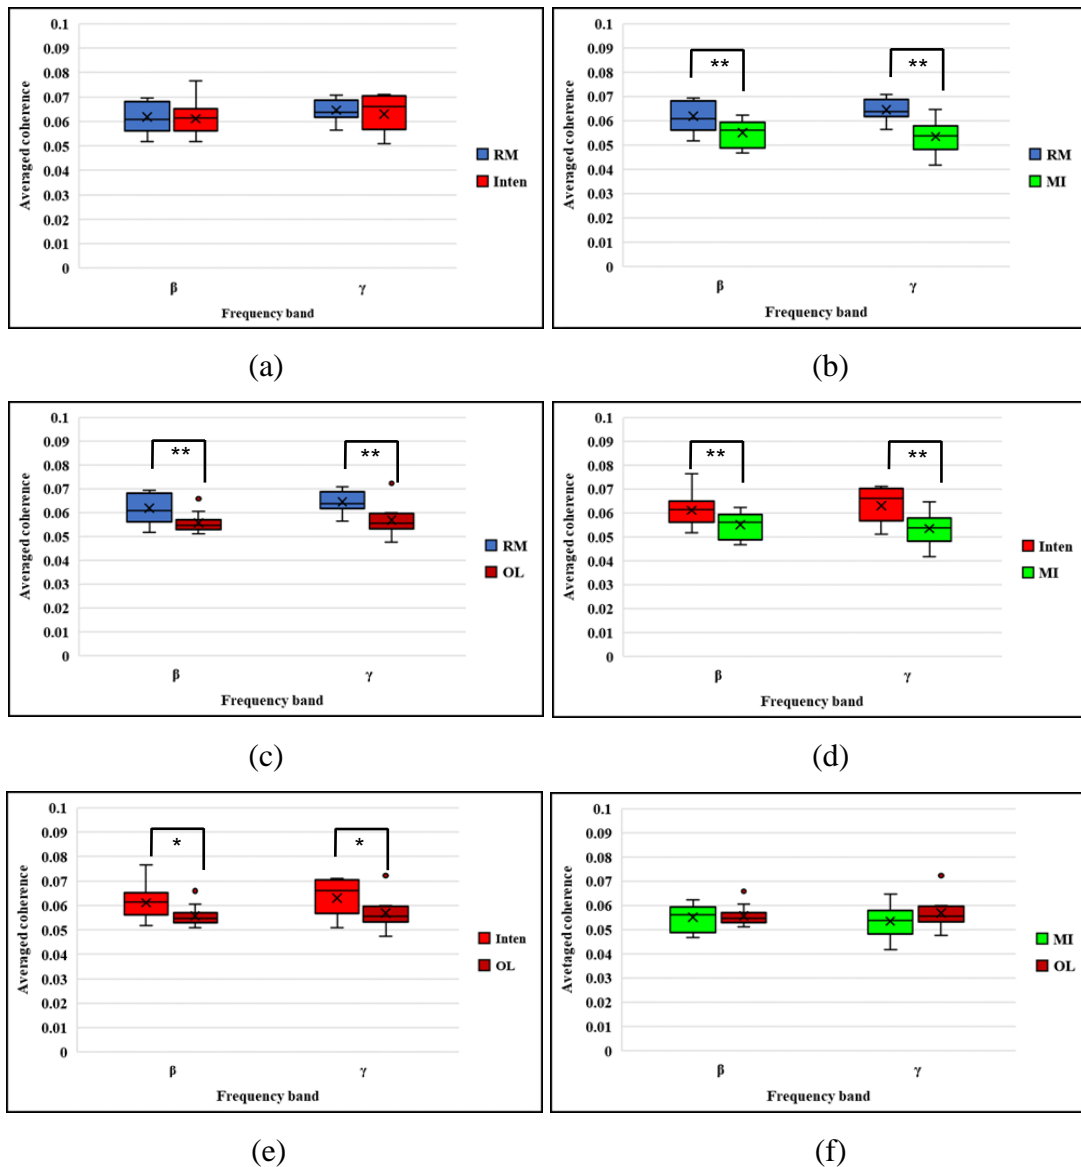 0.1
0.09
0.08
0.07
0.06
0.05
0.04
0.03
0.02
0.01
0
Averaged coherence
β γ
Frequency band
RM
Inten
(a)
0.1
0.09
0.08
0.07
0.06
0.05
0.04
0.03
0.02
0.01
0
Averaged coherence
** **
β γ
Frequency band
RM
MI
(b)
0.1
0.09
0.08
0.07
0.06
0.05
0.04
0.03
0.02
0.01
0
Averaged coherence
** **
β γ
Frequency band
RM
OL
(c)
0.1
0.09
0.08
0.07
0.06
0.05
0.04
0.03
0.02
0.01
0
Averaged coherence
** **
β γ
Frequency band
Inten
MI
(d)
0.1
0.09
0.08
0.07
0.06
0.05
0.04
0.03
0.02
0.01
0
Averaged coherence
* *
β γ
Frequency band
Inten
OL
(e)
0.1
0.09
0.08
0.07
0.06
0.05
0.04
0.03
0.02
0.01
0
Avetaged coherence
β γ
Frequency band
MI
OL
(f)